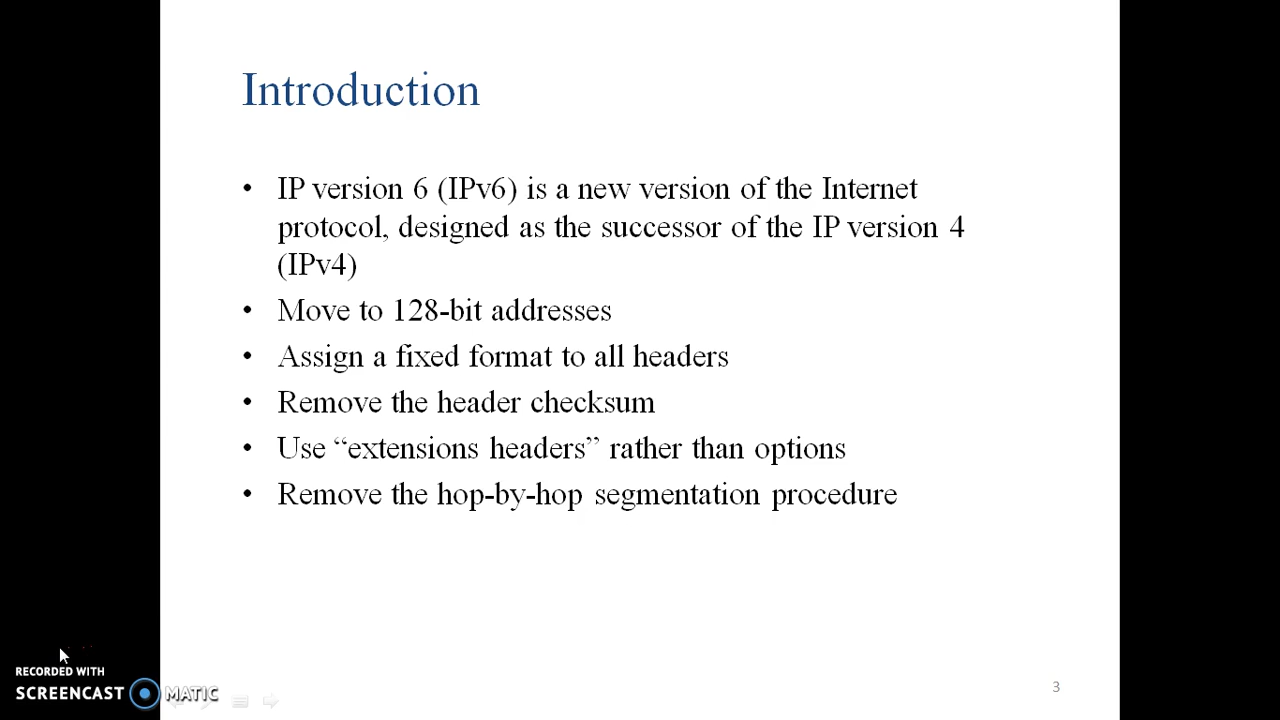 Introduction
• IP version 6 (IPv6) is a new version of the Internet
protocol, designed as the successor of the IP version 4
(IPv4)
• Move to 128-bit addresses
• Assign a fixed format to all headers
• Remove the header checksum
• Use “extensions headers” rather than options
• Remove the hop-by-hop segmentation procedure
RECORDED WITH
SCREENCAST MATIC
3